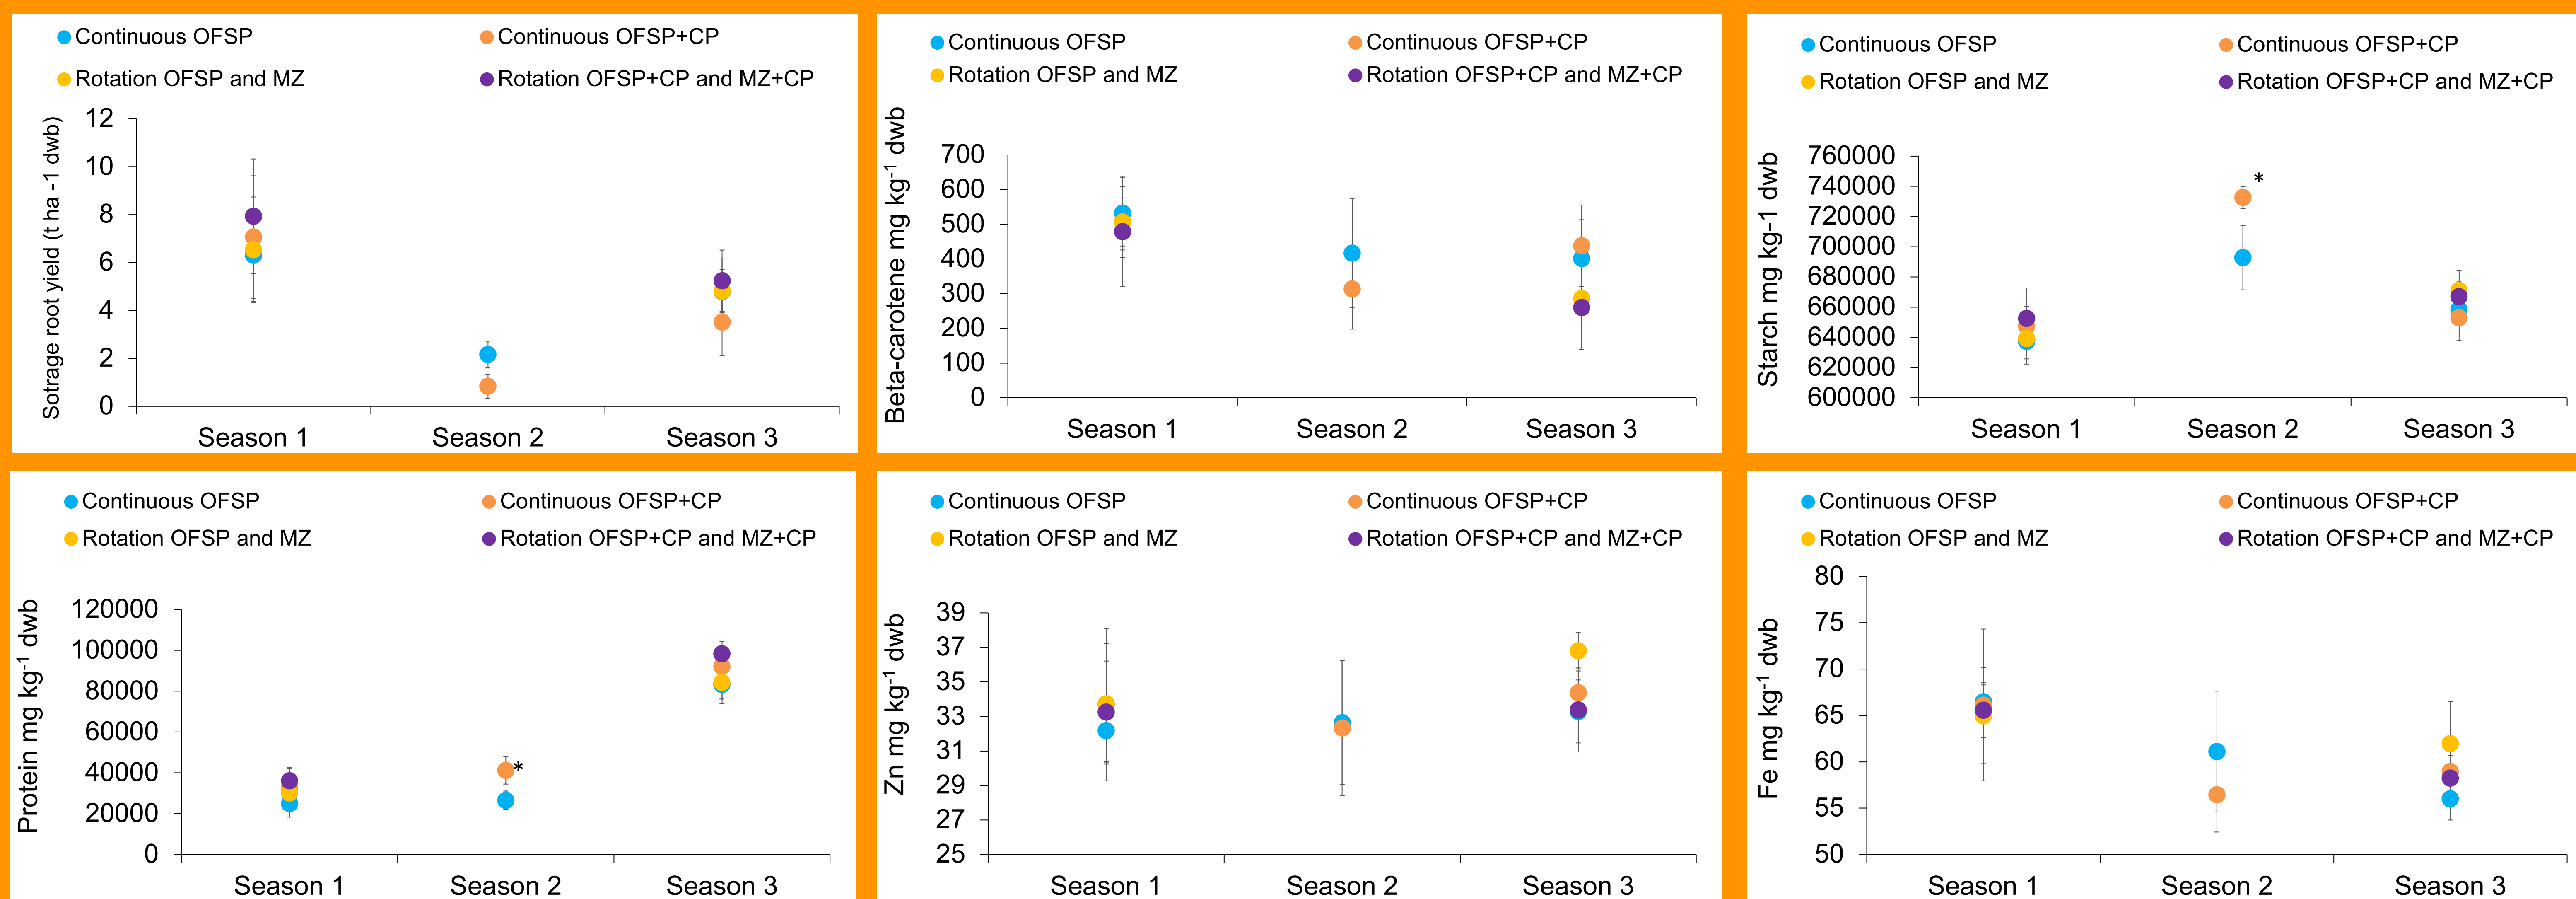 Continuous OFSP Continuous OFSP+CP
Rotation OFSP and MZ Rotation OFSP+CP and MZ+CP
Sotrage root yield (t ha -1 dwb)
12
10
8
6
4
2
0
Season 1 Season 2 Season 3
Continuous OFSP Continuous OFSP+CP
Rotation OFSP and MZ Rotation OFSP+CP and MZ+CP
Beta-carotene mg kg-1 dwb
700
600
500
400
300
200
100
0
Season 1 Season 2 Season 3
Continuous OFSP Continuous OFSP+CP
Rotation OFSP and MZ Rotation OFSP+CP and MZ+CP
Starch mg kg-1 dwb
760000
740000
720000
700000
680000
660000
640000
620000
600000
*
Season 1 Season 2 Season 3
Continuous OFSP Continuous OFSP+CP
Rotation OFSP and MZ Rotation OFSP+CP and MZ+CP
Protein mg kg-1 dwb
120000
100000
80000
60000
40000
20000
0
*
Season 1 Season 2 Season 3
Continuous OFSP Continuous OFSP+CP
Rotation OFSP and MZ Rotation OFSP+CP and MZ+CP
Zn mg kg-1 dwb
39
37
35
33
31
29
27
25
Season 1 Season 2 Season 3
Continuous OFSP Continuous OFSP+CP
Rotation OFSP and MZ Rotation OFSP+CP and MZ+CP
Fe mg kg-1 dwb
80
75
70
65
60
55
50
Season 1 Season 2 Season 3